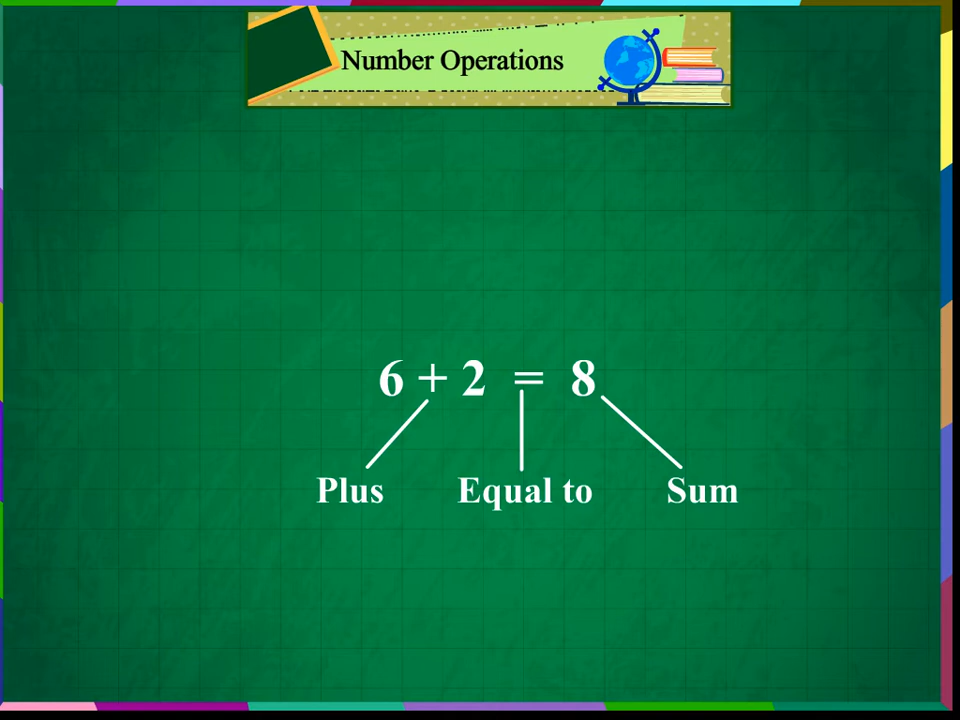 Number Operations
6 + 2 = 8
Plus Equal to Sum